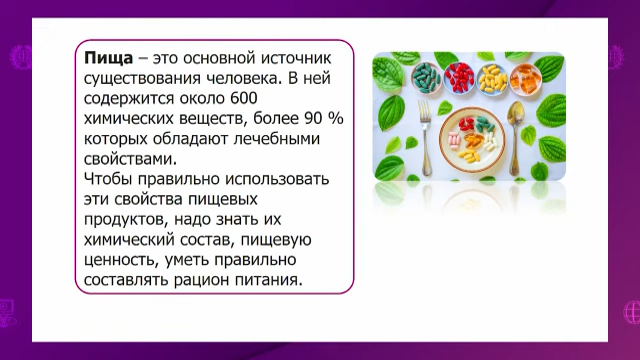 Пища – это основной источник
существования человека. В ней
содержится около 600
химических веществ, более 90 %
которых обладают лечебными
свойствами.
Чтобы правильно использовать
эти свойства пищевых
продуктов, надо знать их
химический состав, пищевую
ценность, уметь правильно
составлять рацион питания.